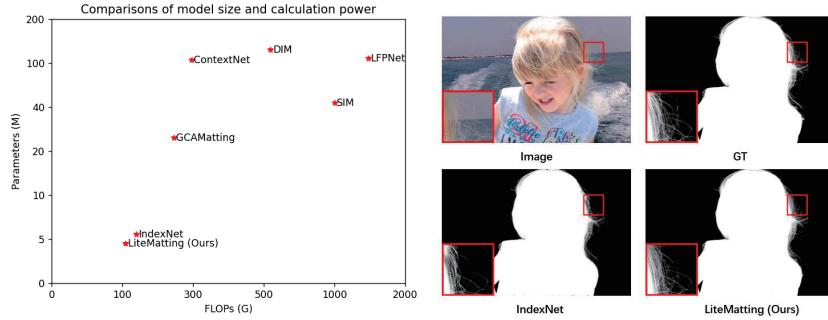 Comparisons of model size and calculation power
200
100
40
20
10
5
0
Parameters (M)
ContextNet
DIM
LFPNet
SIM
GCAMatting
IndexNet
LiteMatting (Ours)
0
100
300
500
1000
2000
FLOPs (G)
Image
GT
IndexNet
LiteMatting (Ours)